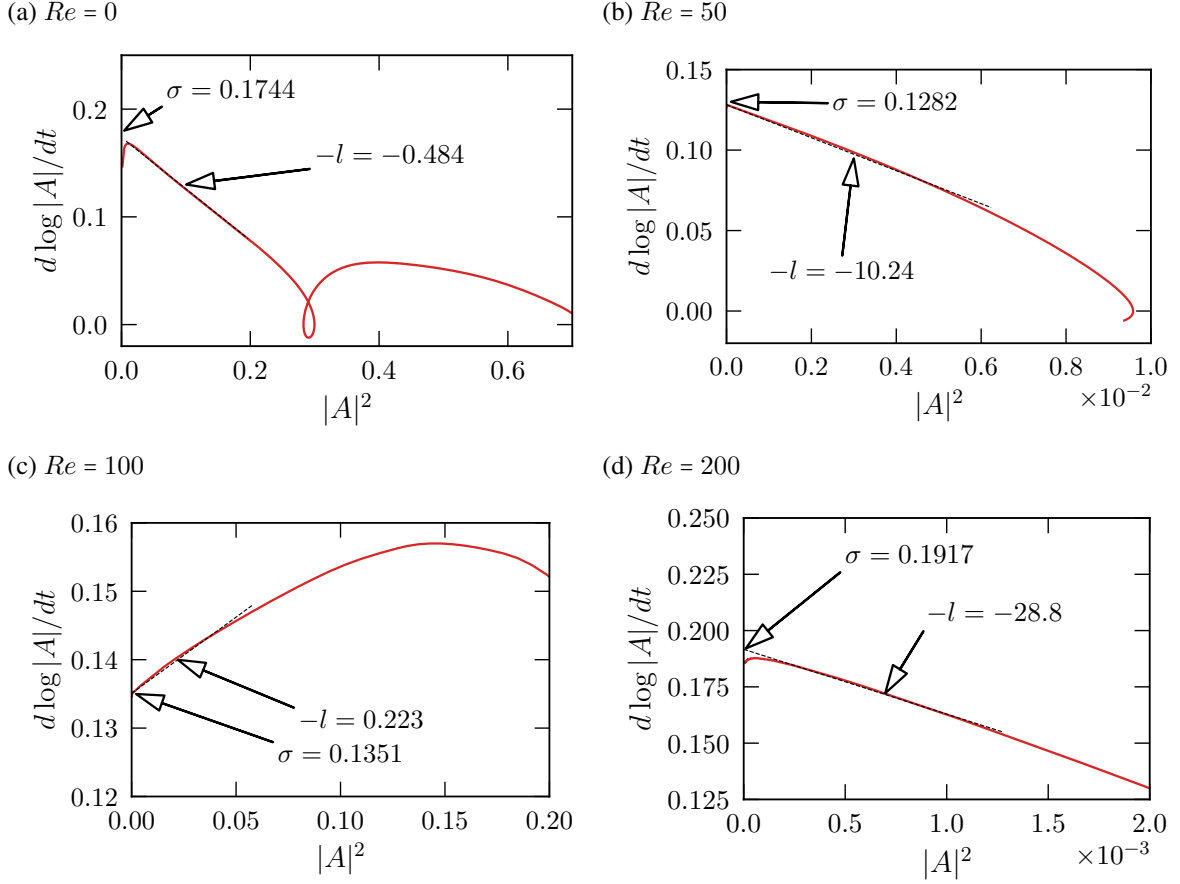 (a) Re = 0
d log |A|/dt
0.2
0.1
0.0
σ = 0.1744
−l = −0.484
0.0 0.2 0.4 0.6
|A|²
(b) Re = 50
d log |A|/dt
0.15
0.10
0.05
0.00
σ = 0.1282
−l = −10.24
0.0 0.2 0.4 0.6 0.8 1.0
|A|² ×10⁻²
(c) Re = 100
d log |A|/dt
0.16
0.15
0.14
0.13
0.12
−l = 0.223
σ = 0.1351
0.00 0.05 0.10 0.15 0.20
|A|²
(d) Re = 200
d log |A|/dt
0.250
0.225
0.200
0.175
0.150
0.125
σ = 0.1917
−l = −28.8
0.0 0.5 1.0 1.5 2.0
|A|² ×10⁻³